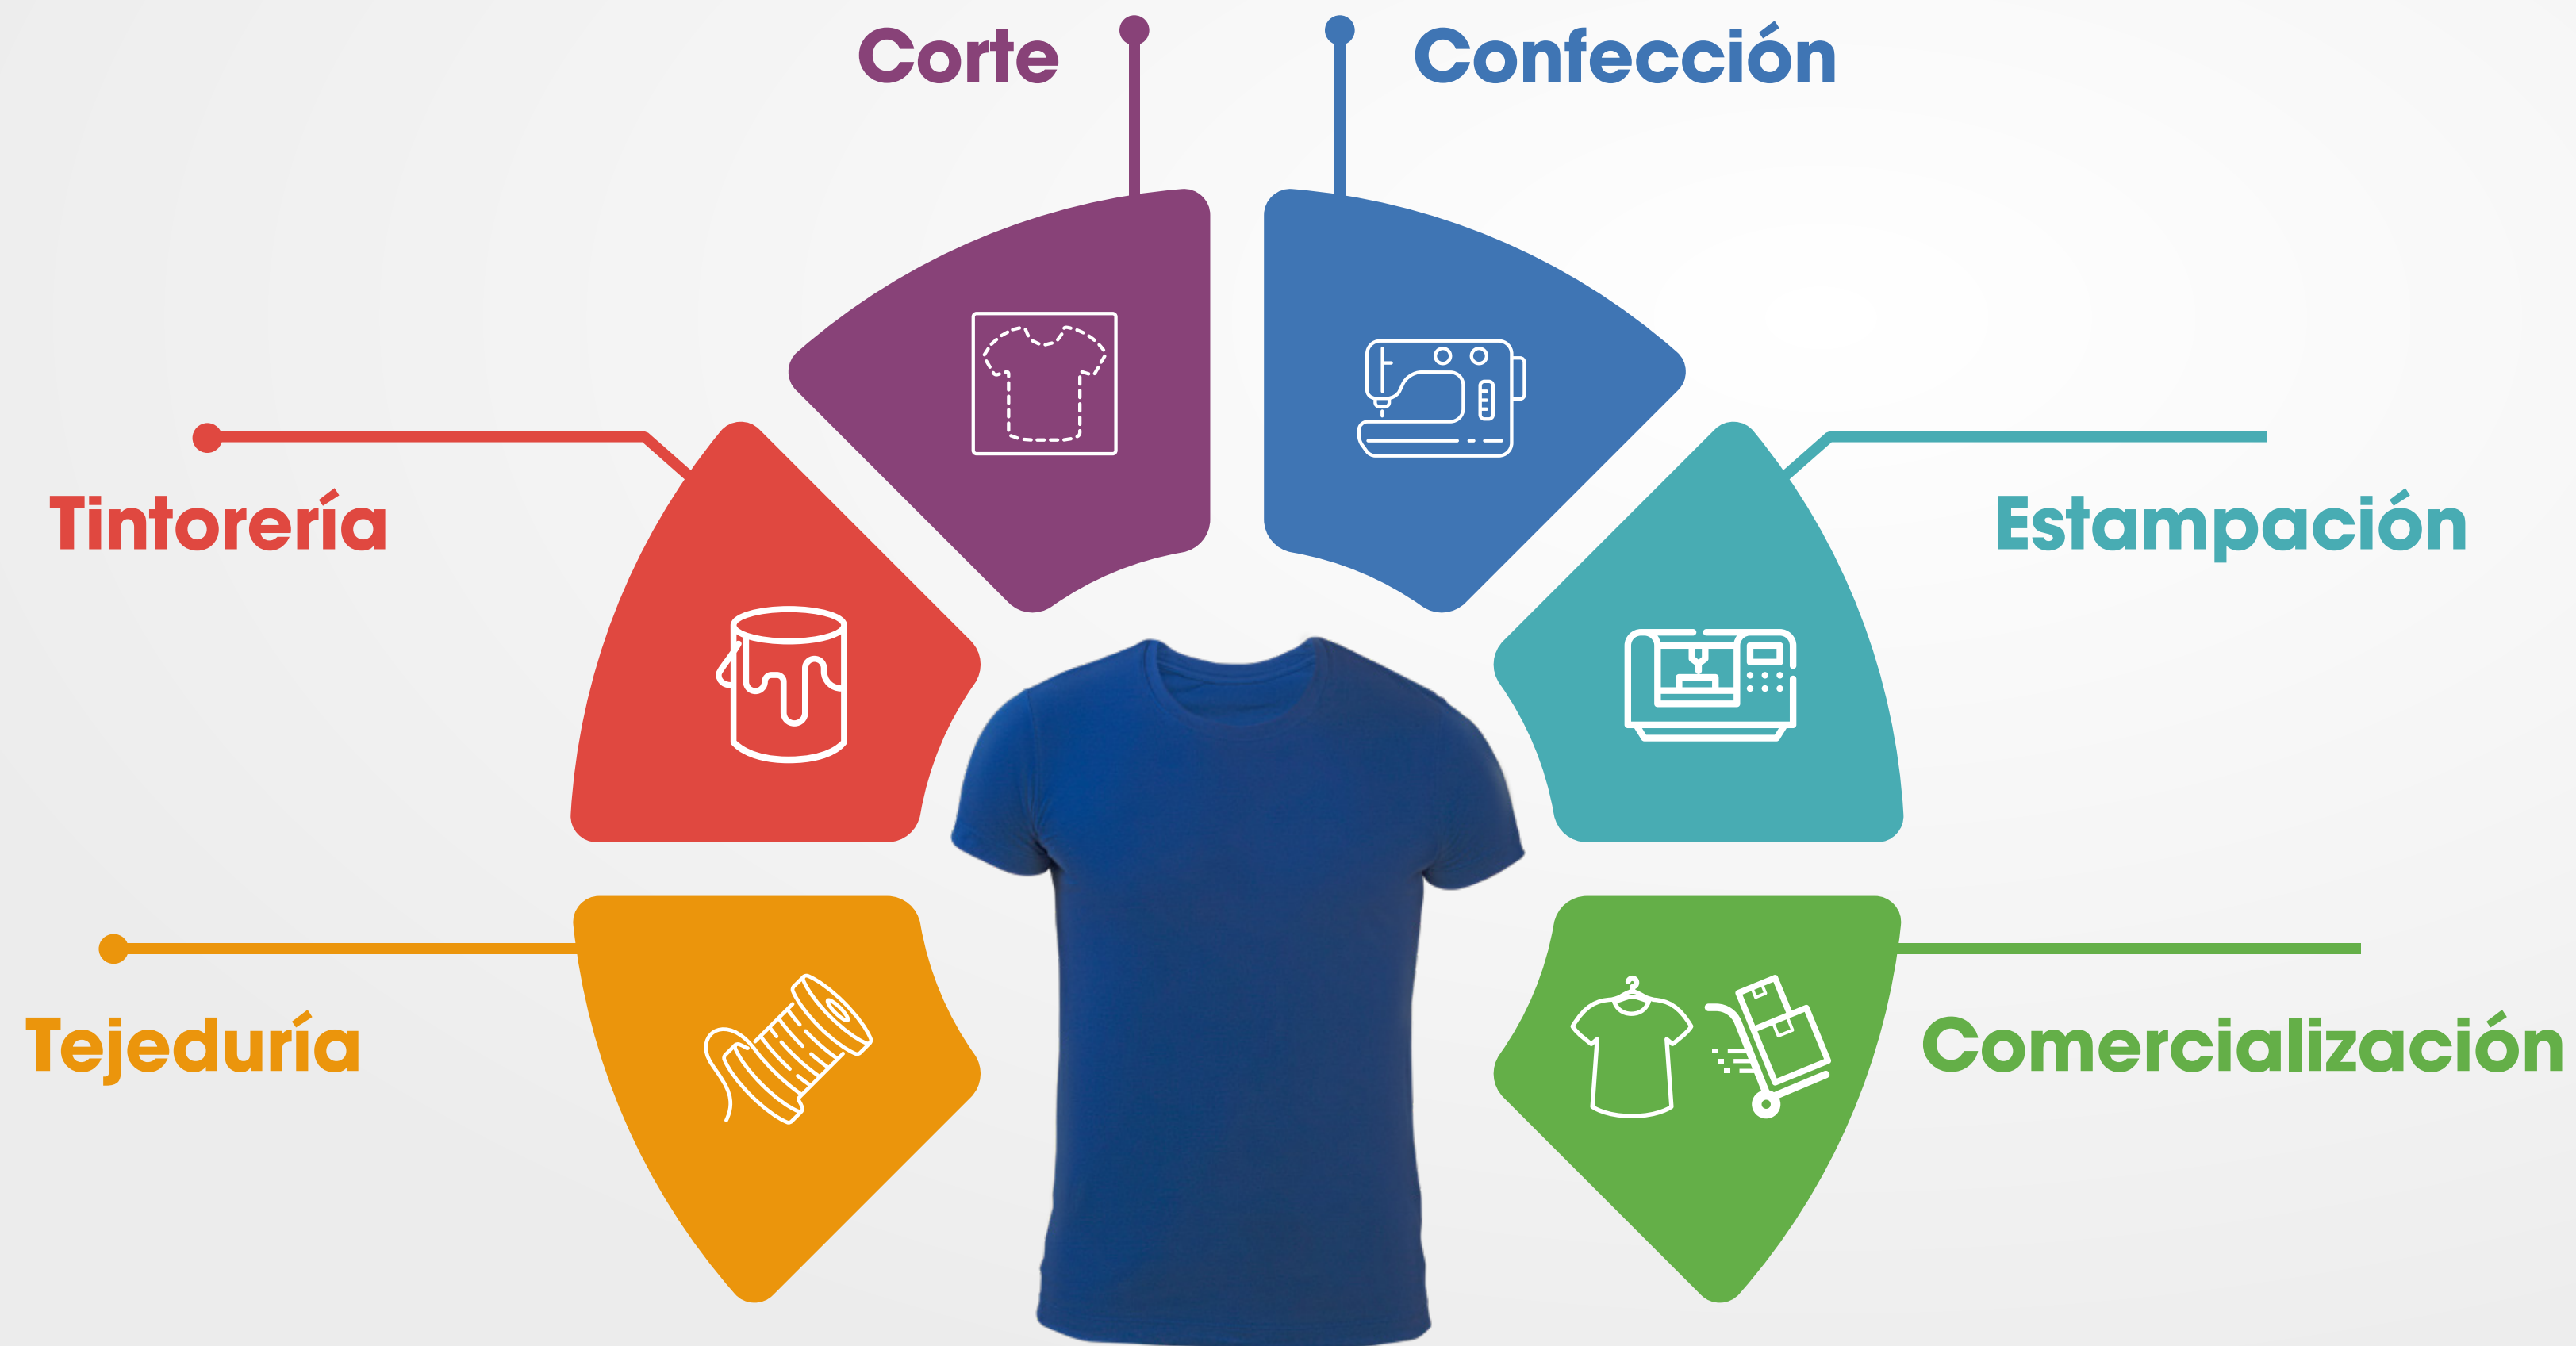 Corte
Confección
Tintorería
Estampación
Tejeduría
Comercialización